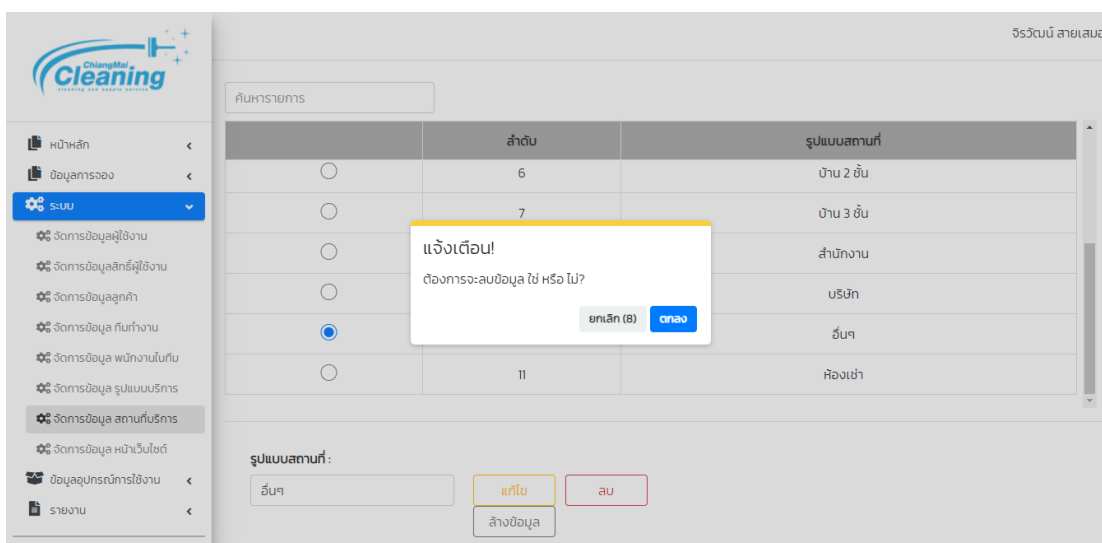 จิรวัฒน์ สายเสมอ
ChiangMai
Cleaning
cleaning and supply service
ค้นหารายการ
ลำดับ
รูปแบบสถานที่
6
บ้าน 2 ชั้น
7
บ้าน 3 ชั้น
สำนักงาน
บริษัท
อื่นๆ
11
ห้องเช่า
หน้าหลัก
ข้อมูลการจอง
ระบบ
จัดการข้อมูลผู้ใช้งาน
จัดการข้อมูลสิทธิ์ผู้ใช้งาน
จัดการข้อมูลลูกค้า
จัดการข้อมูล ทีมทำงาน
จัดการข้อมูล พนักงานในทีม
จัดการข้อมูล รูปแบบบริการ
จัดการข้อมูล สถานที่บริการ
จัดการข้อมูล หน้าเว็บไซต์
ข้อมูลอุปกรณ์การใช้งาน
รายงาน
แจ้งเตือน!
ต้องการจะลบข้อมูล ใช่ หรือ ไม่?
ยกเลิก (8)
ตกลง
รูปแบบสถานที่ :
อื่นๆ
แก้ไข
ลบ
ล้างข้อมูล